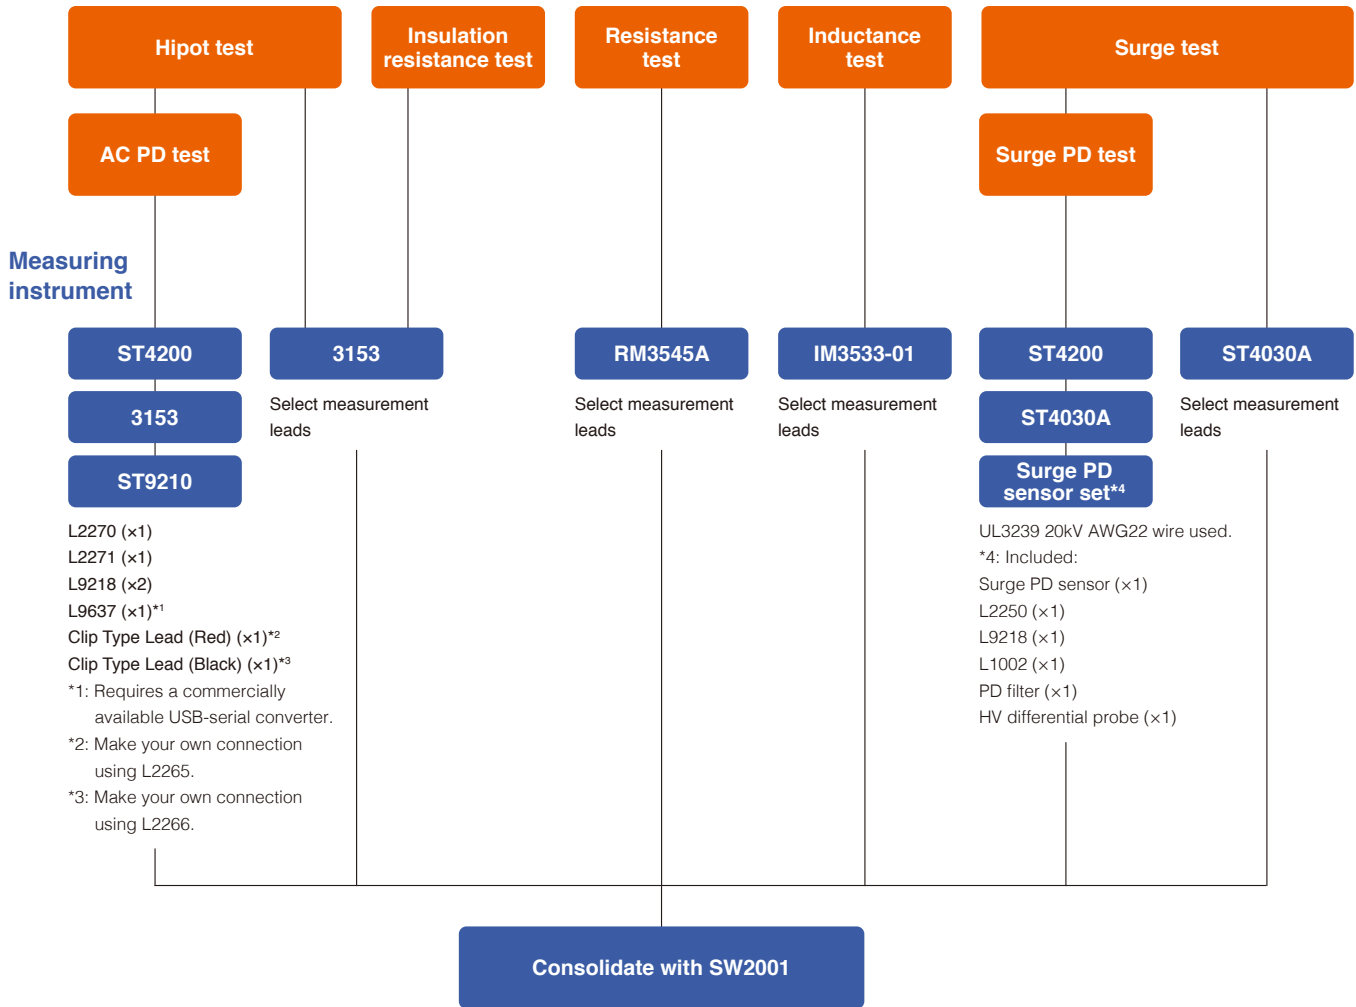 Hipot test
Insulation
resistance test
Resistance
test
Inductance
test
Surge test
AC PD test
Surge PD test
Measuring
instrument
ST4200
3153
ST9210
L2270 (×1)
L2271 (×1)
L9218 (×2)
L9637 (×1)*1
Clip Type Lead (Red) (×1)*2
Clip Type Lead (Black) (×1)*3
*1: Requires a commercially
available USB-serial converter.
*2: Make your own connection
using L2265.
*3: Make your own connection
using L2266.
3153
Select measurement
leads
RM3545A
Select measurement
leads
IM3533-01
Select measurement
leads
ST4200
ST4030A
Surge PD
sensor set*4
UL3239 20kV AWG22 wire used.
*4: Included:
Surge PD sensor (×1)
L2250 (×1)
L9218 (×1)
L1002 (×1)
PD filter (×1)
HV differential probe (×1)
ST4030A
Select measurement
leads
Consolidate with SW2001